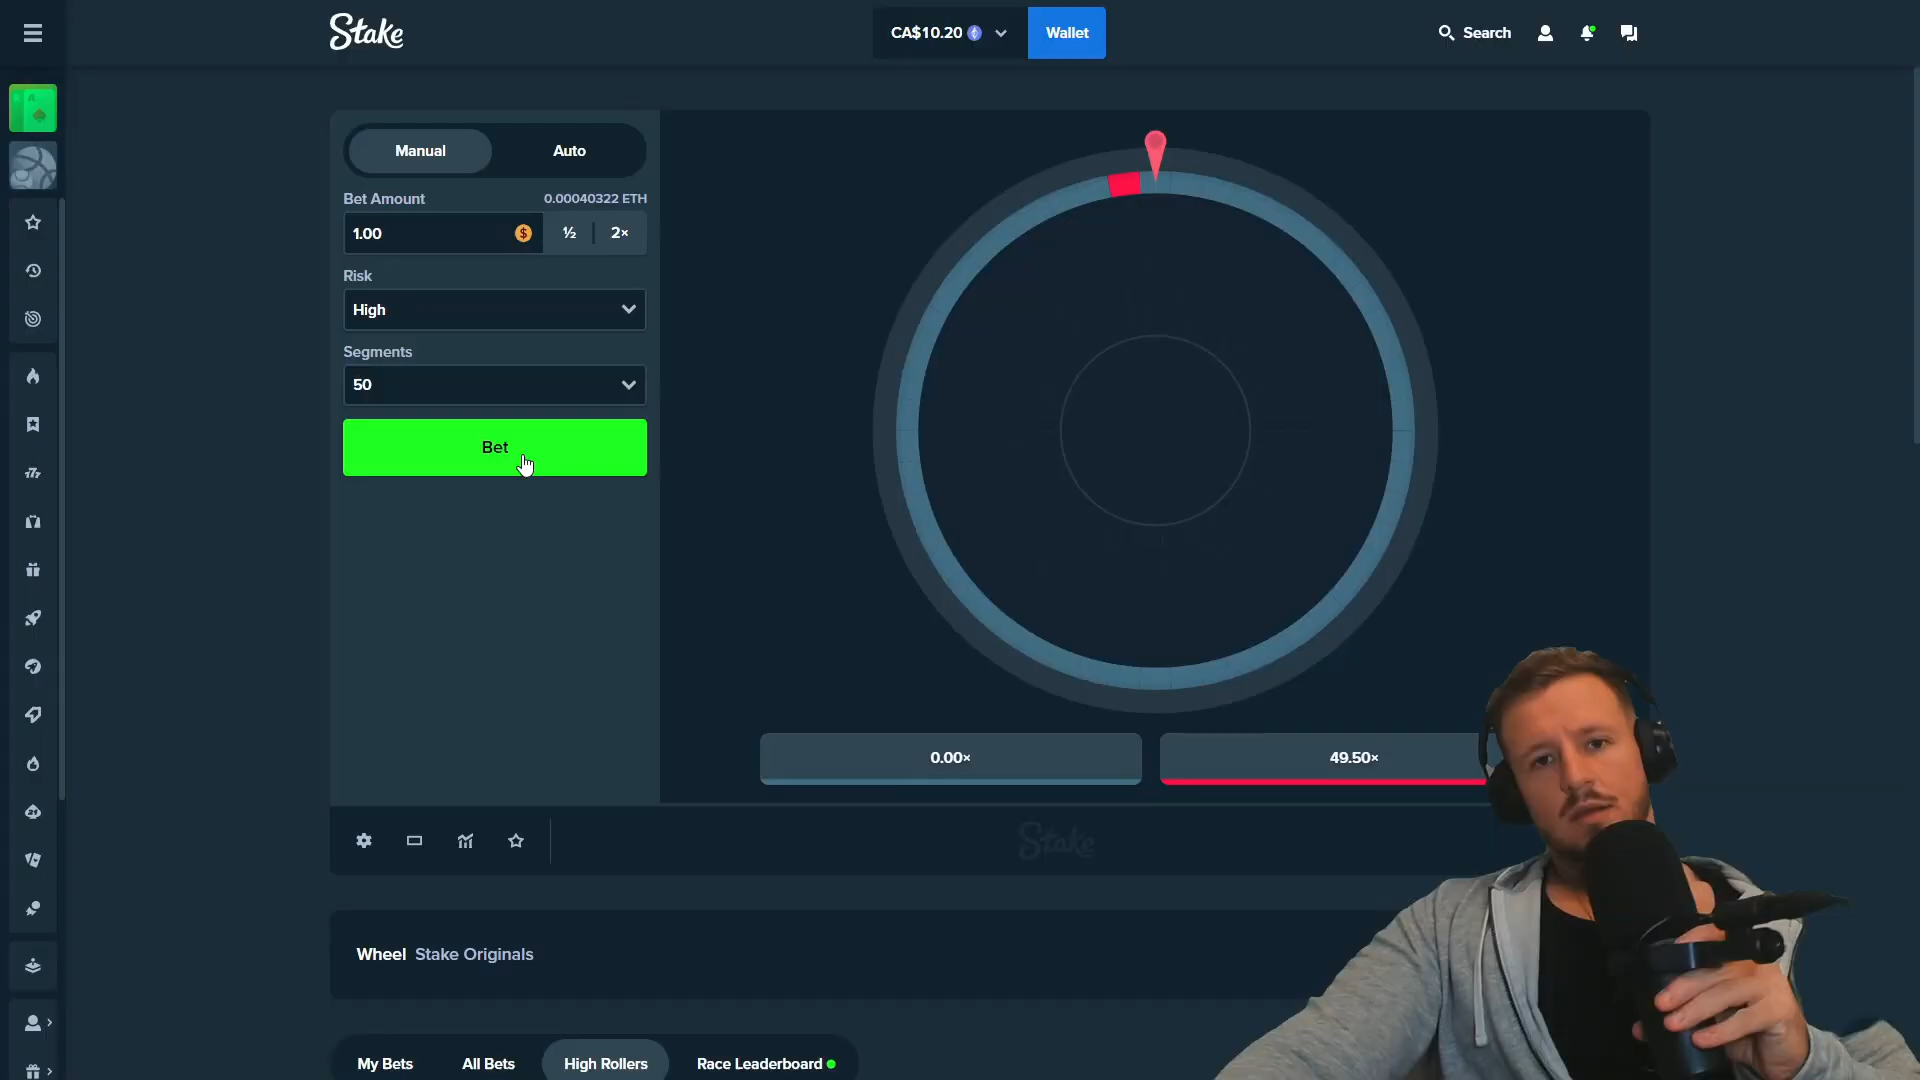 Stake
CA$10.20
Wallet
Search
Manual
Auto
Bet Amount
0.00040322 ETH
1.00
½
2×
Risk
High
Segments
50
Bet
0.00×
49.50×
Stake
Wheel Stake Originals
My Bets
All Bets
High Rollers
Race Leaderboard